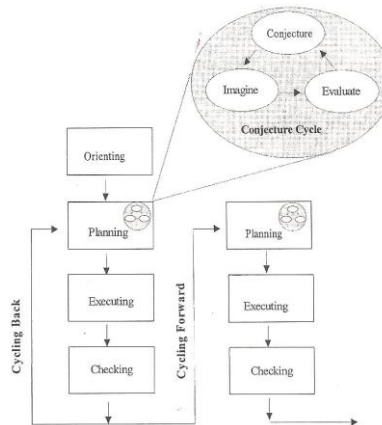 Conjecture
Imagine
Evaluate
Conjecture Cycle
Orienting
Planning
Planning
Executing
Executing
Checking
Checking
Cycling Back
Cycling Forward